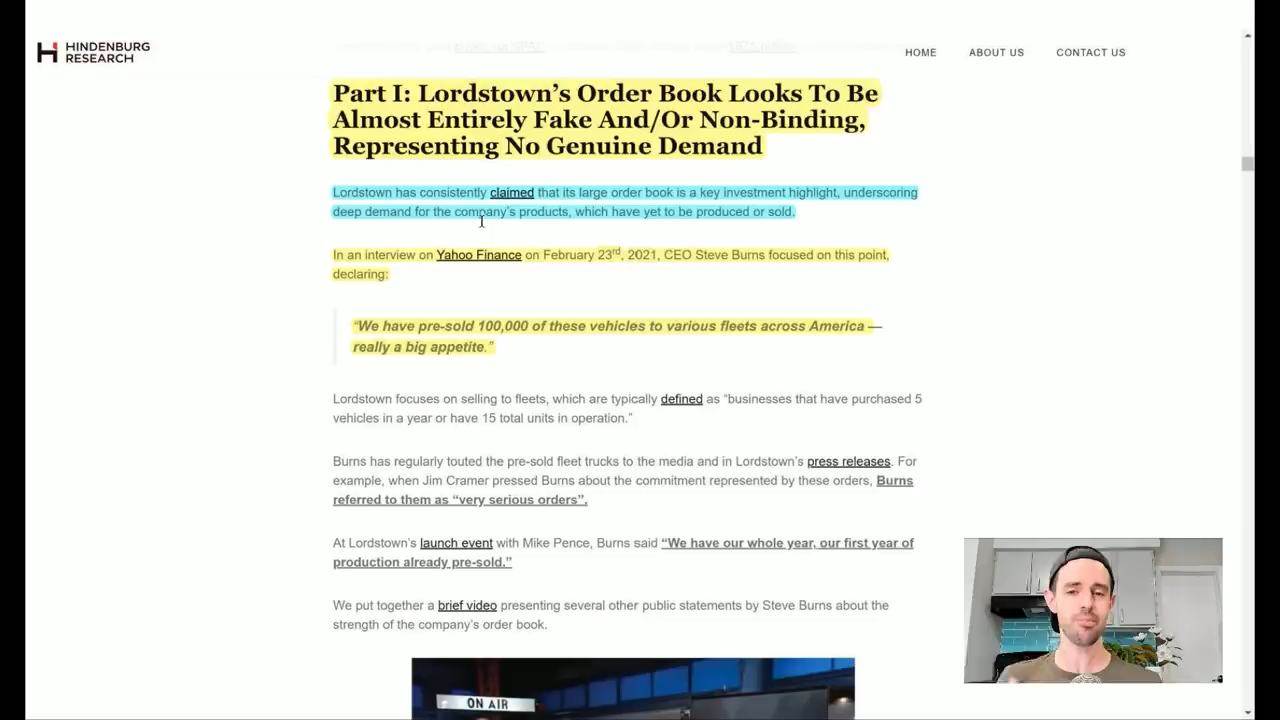 HINDENBURG
RESEARCH
HOME
ABOUT US
CONTACT US
Part I: Lordstown’s Order Book Looks To Be
Almost Entirely Fake And/Or Non-Binding,
Representing No Genuine Demand
Lordstown has consistently claimed that its large order book is a key investment highlight, underscoring
deep demand for the company’s products, which have yet to be produced or sold.
In an interview on Yahoo Finance on February 23rd, 2021, CEO Steve Burns focused on this point,
declaring:
“We have pre-sold 100,000 of these vehicles to various fleets across America —
really a big appetite.”
Lordstown focuses on selling to fleets, which are typically defined as “businesses that have purchased 5
vehicles in a year or have 15 total units in operation.”
Burns has regularly touted the pre-sold fleet trucks to the media and in Lordstown’s press releases. For
example, when Jim Cramer pressed Burns about the commitment represented by these orders, Burns
referred to them as “very serious orders”.
At Lordstown’s launch event with Mike Pence, Burns said “We have our whole year, our first year of
production already pre-sold.”
We put together a brief video presenting several other public statements by Steve Burns about the
strength of the company’s order book.
ON AIR